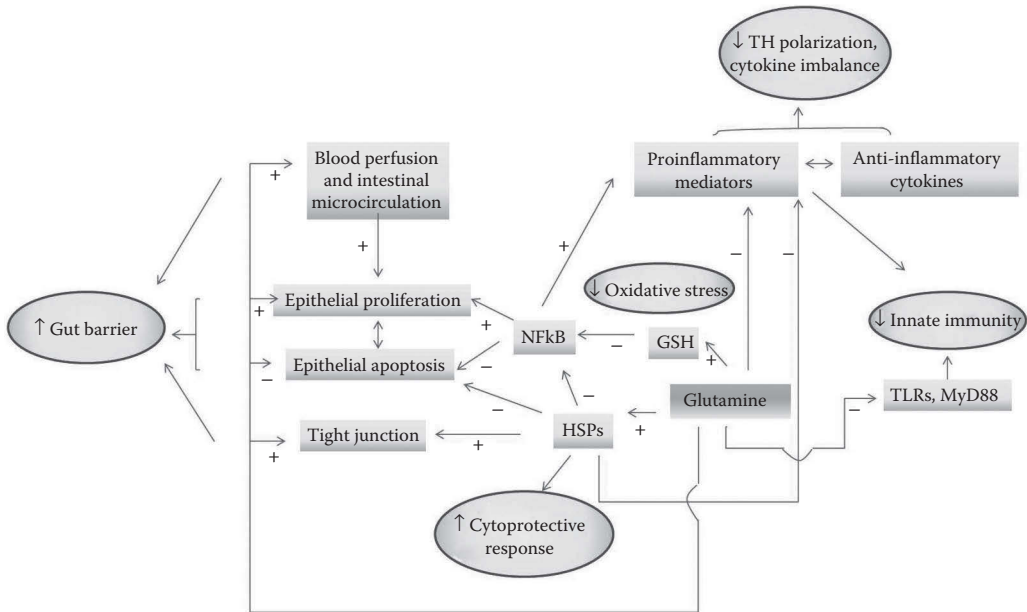 ↓ TH polarization,
cytokine imbalance
Blood perfusion
and intestinal
microcirculation
Proinflammatory
mediators
Anti-inflammatory
cytokines
+
+
+
−
−
↓ Oxidative stress
Epithelial proliferation
+
↑ Gut barrier
+
NFkB
−
GSH
+
↓ Innate immunity
Epithelial apoptosis
−
−
−
−
Glutamine
TLRs, MyD88
−
HSPs
+
Tight junction
+
+
↑ Cytoprotective
response